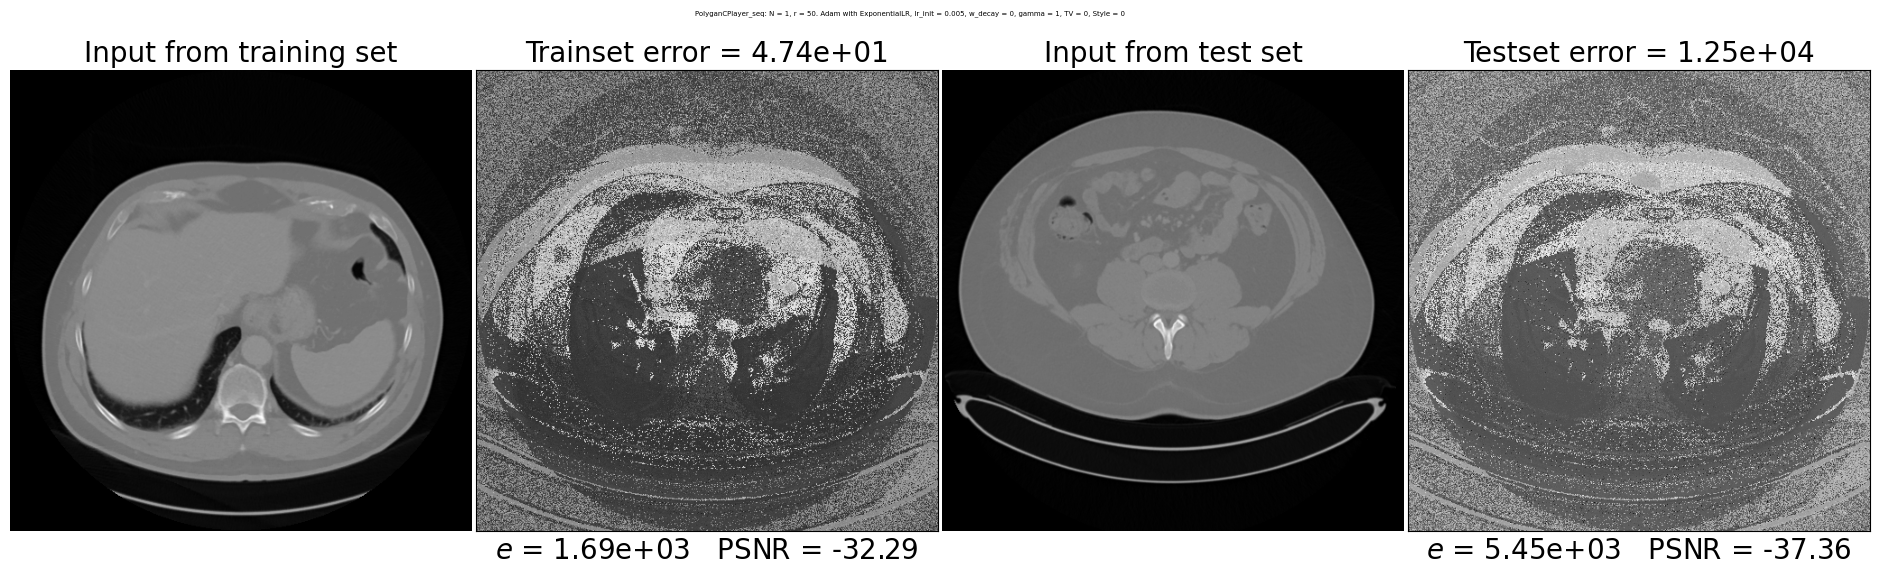 PolyganCPlayer_seq: N = 1, r = 50. Adam with ExponentialLR, lr_init = 0.005, w_decay = 0, gamma = 1, TV = 0, Style = 0
Input from training set
Trainset error = 4.74e+01
Input from test set
Testset error = 1.25e+04
e = 1.69e+03 PSNR = -32.29
e = 5.45e+03 PSNR = -37.36